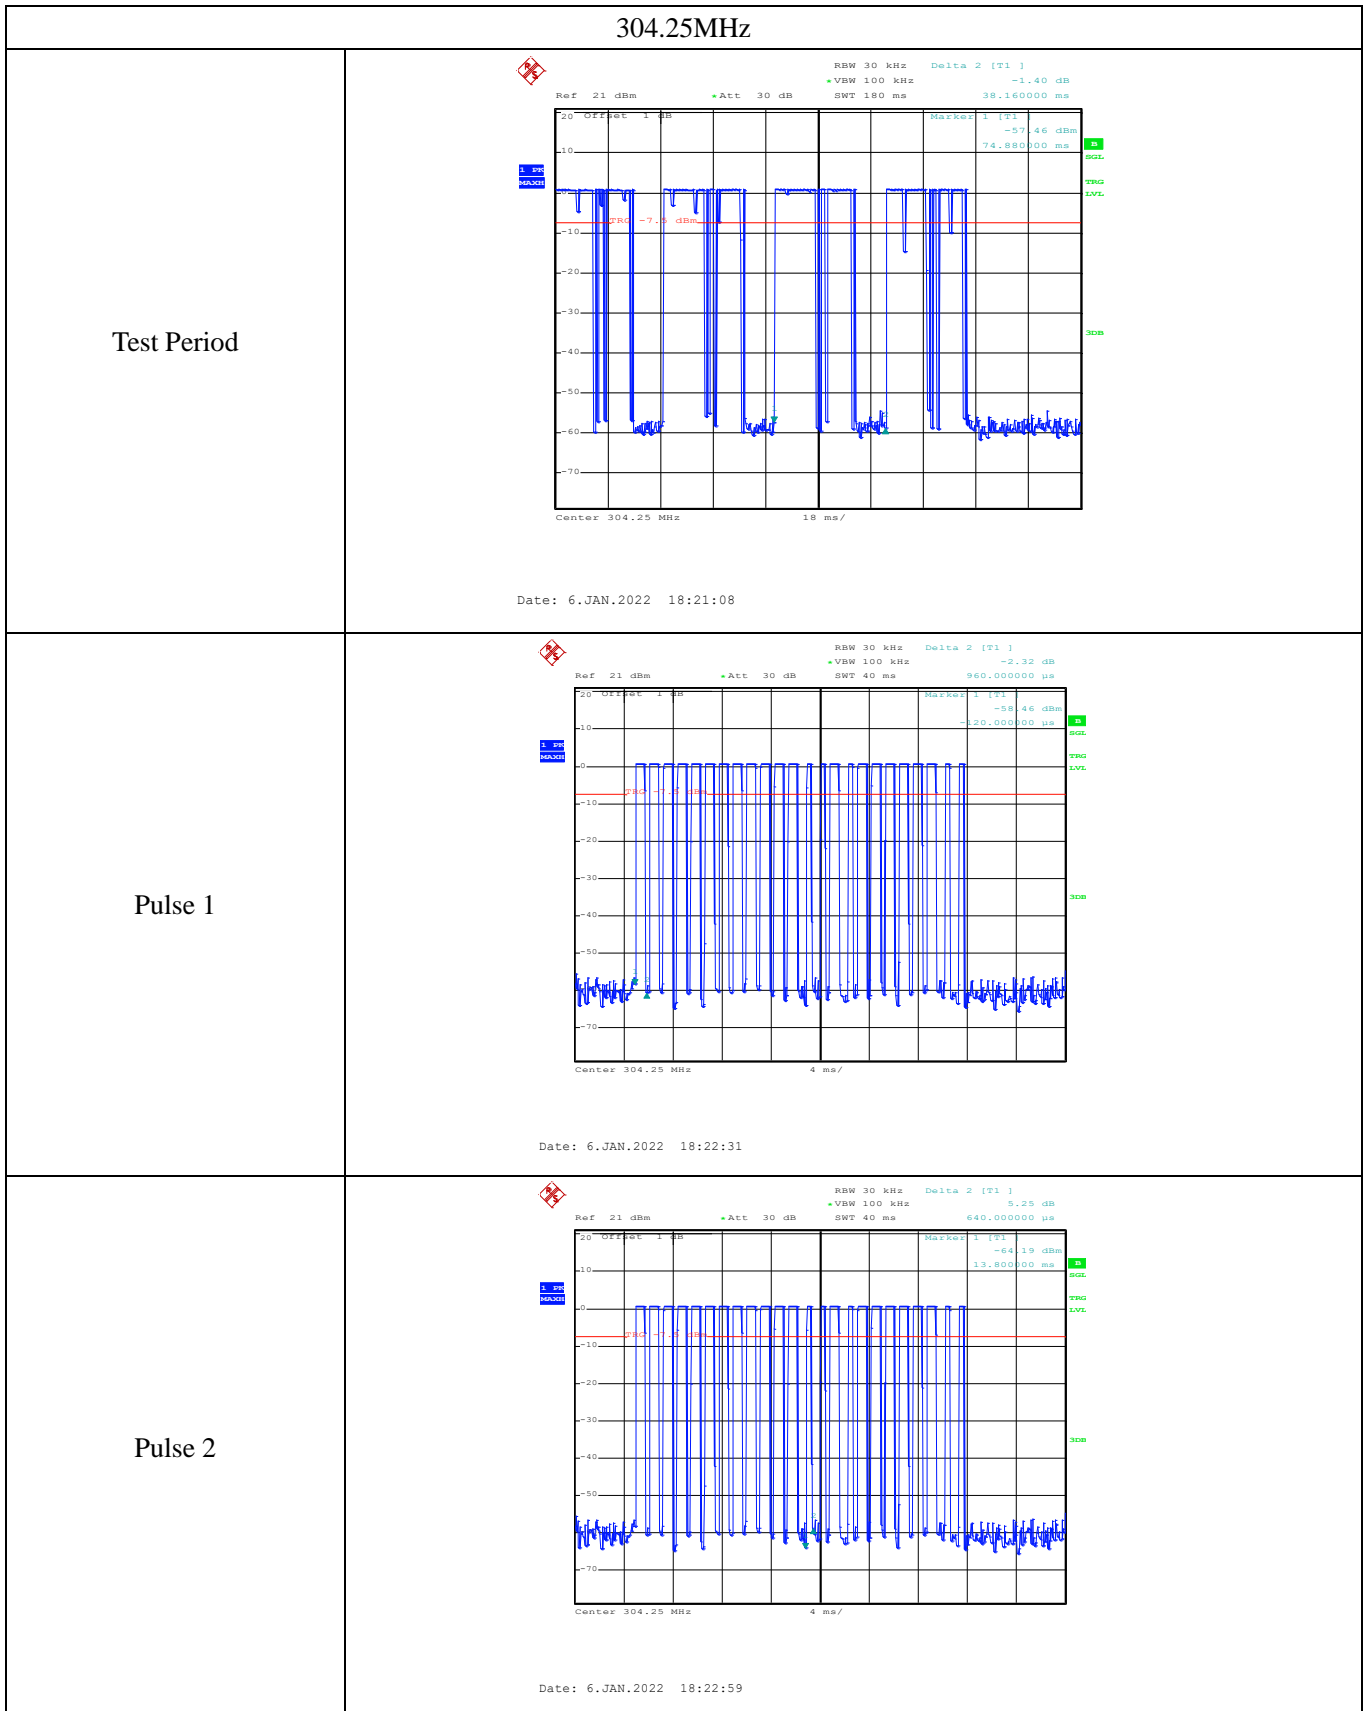 304.25MHz
Test Period
RBW 30 kHz Delta 2 [T1 ]
*VBW 100 kHz -1.40 dB
Ref 21 dBm *Att 30 dB SWT 180 ms 38.160000 ms
20 Offset 1 dB Marker 1 [T1 ]
-57.46 dBm
74.880000 ms
B
SGL
10
1 PK
MAXH
TRG
LVL
0
TRG -7.5 dBm
-10
-20
-30
3DB
-40
-50
-60
-70
Center 304.25 MHz 18 ms/
Date: 6.JAN.2022 18:21:08
Pulse 1
RBW 30 kHz Delta 2 [T1 ]
*VBW 100 kHz -2.32 dB
Ref 21 dBm *Att 30 dB SWT 40 ms 960.000000 µs
20 Offset 1 dB Marker 1 [T1 ]
-58.46 dBm
-120.000000 µs
B
SGL
10
1 PK
MAXH
TRG
LVL
0
TRG -7.5 dBm
-10
-20
-30
3DB
-40
-50
-70
Center 304.25 MHz 4 ms/
Date: 6.JAN.2022 18:22:31
Pulse 2
RBW 30 kHz Delta 2 [T1 ]
*VBW 100 kHz 5.25 dB
Ref 21 dBm *Att 30 dB SWT 40 ms 640.000000 µs
20 Offset 1 dB Marker 1 [T1 ]
-64.19 dBm
13.800000 ms
B
SGL
10
1 PK
MAXH
TRG
LVL
0
TRG -7.5 dBm
-10
-20
-30
3DB
-40
-50
-70
Center 304.25 MHz 4 ms/
Date: 6.JAN.2022 18:22:59